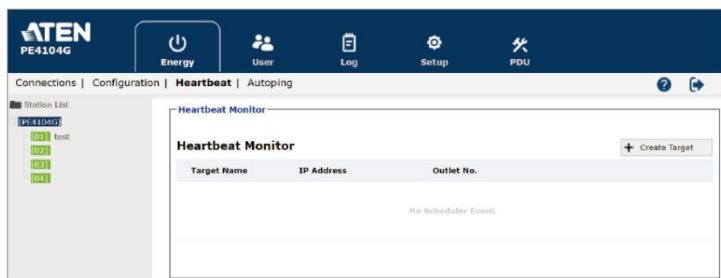 ATEN
PE4104G
Energy
User
Log
Setup
PDU
Connections | Configuration | Heartbeat | Autoping
Station List
[PE4104G]
[01] test
[02]
[03]
[04]
Heartbeat Monitor
Heartbeat Monitor
+ Create Target
Target Name IP Address Outlet No.
No Scheduler Event